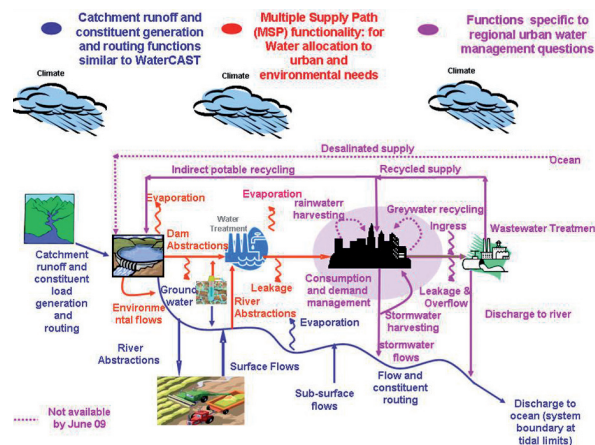 Catchment runoff and
constituent generation
and routing functions
similar to WaterCAST
Multiple Supply Path
(MSP) functionality: for
Water allocation to
urban and
environmental needs
Functions specific to
regional urban water
management questions
Climate
Climate
Climate
Desalinated supply
Ocean
Indirect potable recycling
Recycled supply
Evaporation
Evaporation
Water
Treatment
rainwaterr
harvesting
Greywater recycling
Ingress
Wastewater Treatmen
Dam
Abstractions
Catchment
runoff and
constituent
load
generation
and
routing
Ground
water
Leakage
Consumption
and demand
management
Leakage &
Overflow
Environme
ntal flows
River
Abstractions
Evaporation
Stormwater
harvesting
Discharge to river
River
Abstractions
Surface Flows
stormwater
flows
Sub-surface
flows
Flow and
constituent
routing
Not available
by June 09
Discharge to
ocean (system
boundary at
tidal limits)